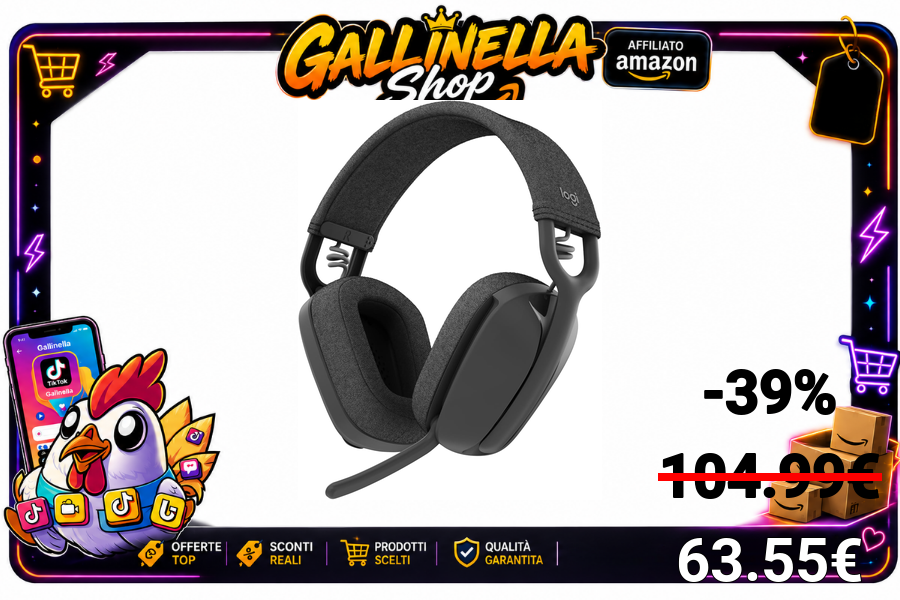 GALLINELLA
Shop
AFFILIATO
amazon
logi
Gallinella
TikTok
Gallinella
-39%
104.99€
63.55€
OFFERTE
TOP
SCONTI
REALI
PRODOTTI
SCELTI
QUALITÀ
GARANTITA